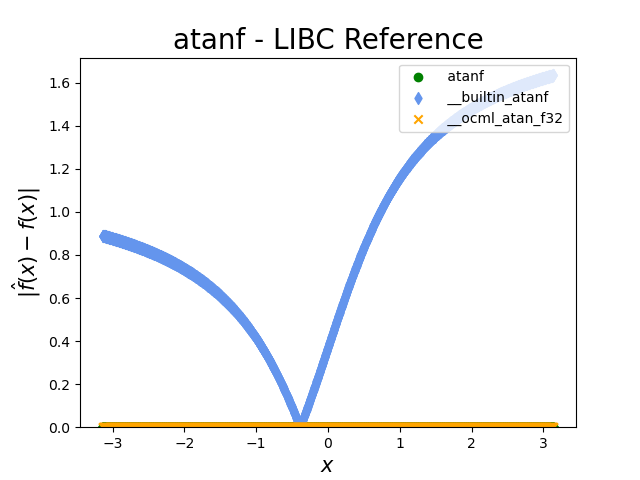 atanf - LIBC Reference
|f̂(x) − f(x)|
1.6
1.4
1.2
1.0
0.8
0.6
0.4
0.2
0.0
atanf
__builtin_atanf
__ocml_atan_f32
−3 −2 −1 0 1 2 3
x